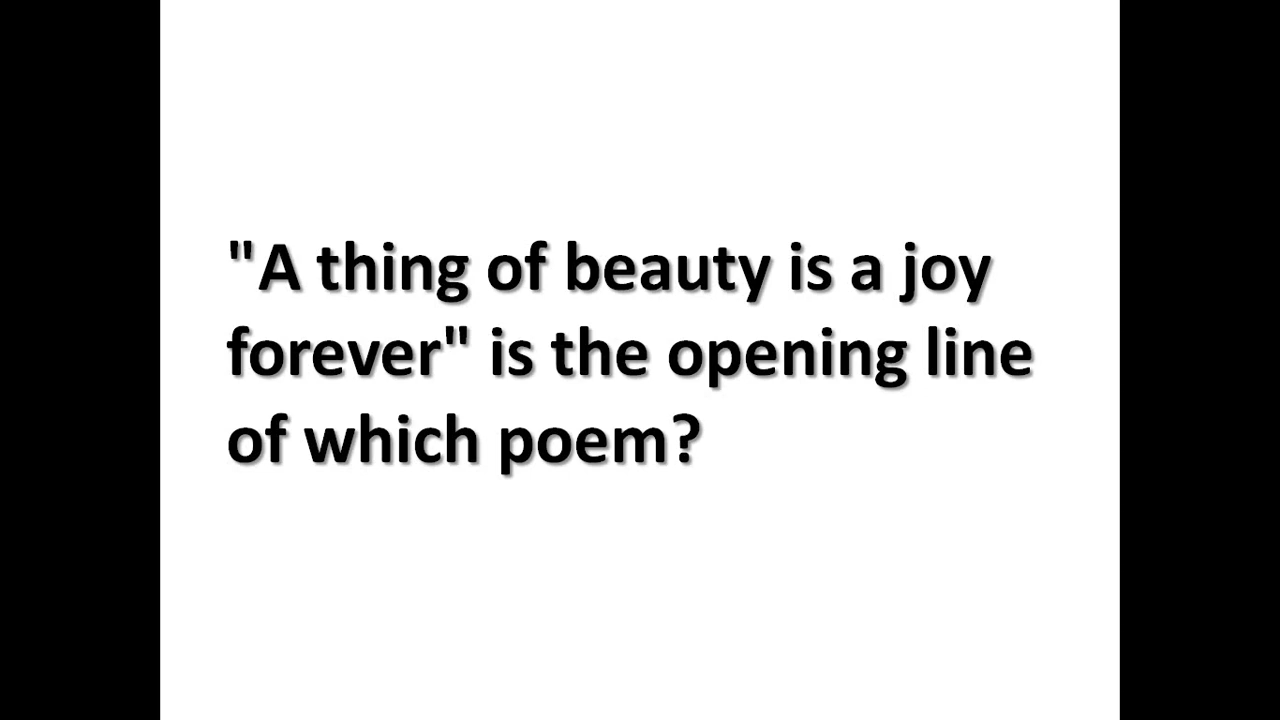 "A thing of beauty is a joy
forever" is the opening line
of which poem?